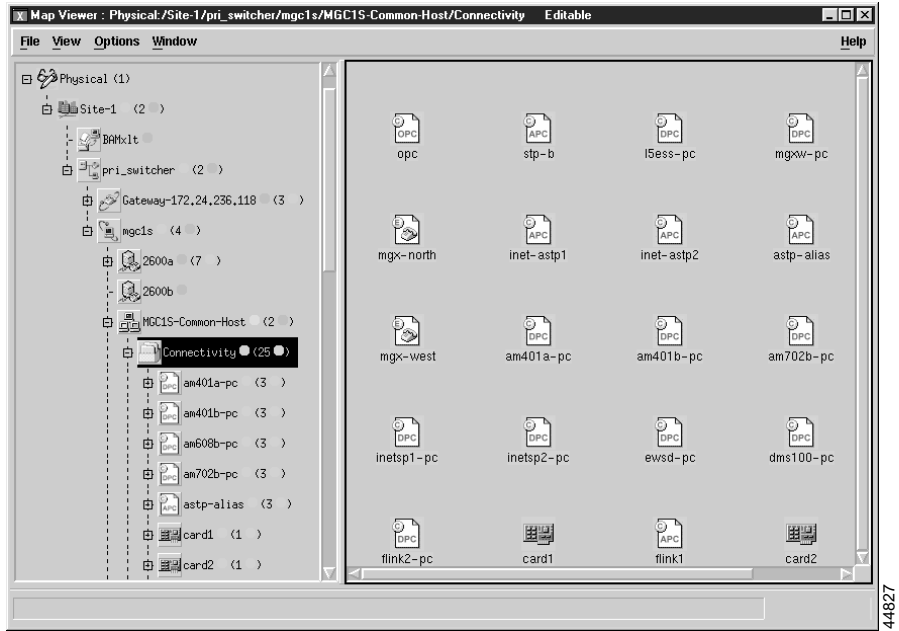 X Map Viewer : Physical:/Site-1/pri_switcher/mgc1s/MGC1S-Common-Host/Connectivity Editable
File View Options Window Help
Physical (1)
Site-1 (2 )
BAMxlt
pri_switcher (2 )
Gateway-172.24.236.118 (3 )
mgc1s (4 )
2600a (7 )
2600b
MGC1S-Common-Host (2 )
Connectivity (25 )
DPC am401a-pc (3 )
DPC am401b-pc (3 )
DPC am608b-pc (3 )
DPC am702b-pc (3 )
APC astp-alias (3 )
card1 (1 )
card2 (1 )
C OPC C APC C DPC C DPC
opc stp-b l5ess-pc mgxw-pc
E C APC C APC C APC
mgx-north inet-astp1 inet-astp2 astp-alias
E C DPC C DPC C DPC
mgx-west am401a-pc am401b-pc am702b-pc
C DPC C DPC C DPC C DPC
inetsp1-pc inetsp2-pc ewsd-pc dms100-pc
C DPC C APC
flink2-pc card1 flink1 card2
44827